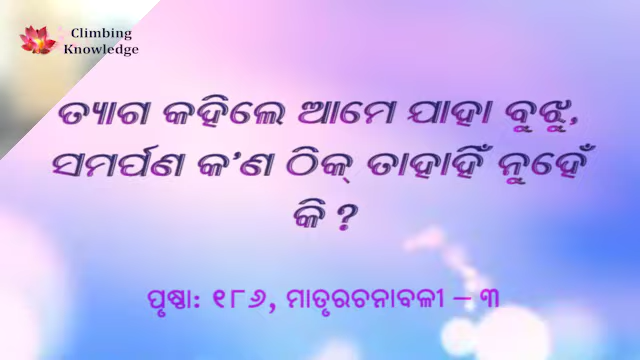 Climbing
Knowledge
ତ୍ୟାଗ କହିଲେ ଆମେ ଯାହା ବୁଝୁ,
ସମର୍ପଣ କ'ଣ ଠିକ୍ ତାହାହିଁ ନୁହେଁ
କି ?
ପୃଷ୍ଠା: ୧୮୬, ମାତୃରଚନାବଳୀ – ୩